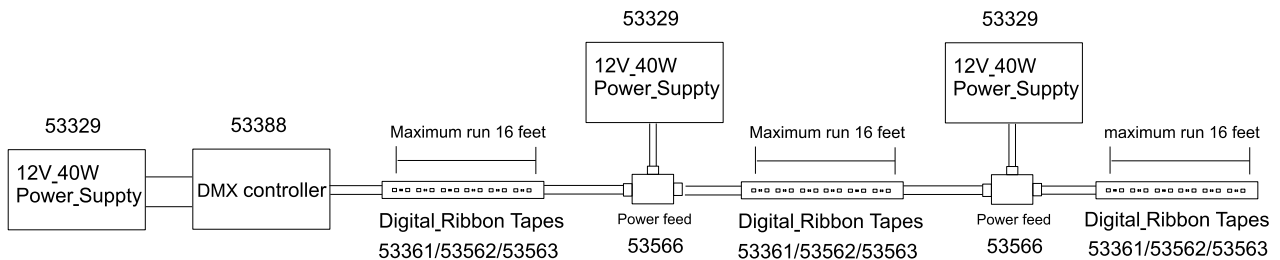 53329
53329
12V_40W
Power_Suppty
12V_40W
Power_Suppty
53329
53388
Maximum run 16 feet
Maximum run 16 feet
maximum run 16 feet
12V_40W
Power_Suppty
DMX controller
Digital_Ribbon Tapes
53361/53562/53563
Power feed
53566
Digital_Ribbon Tapes
53361/53562/53563
Power feed
53566
Digital_Ribbon Tapes
53361/53562/53563